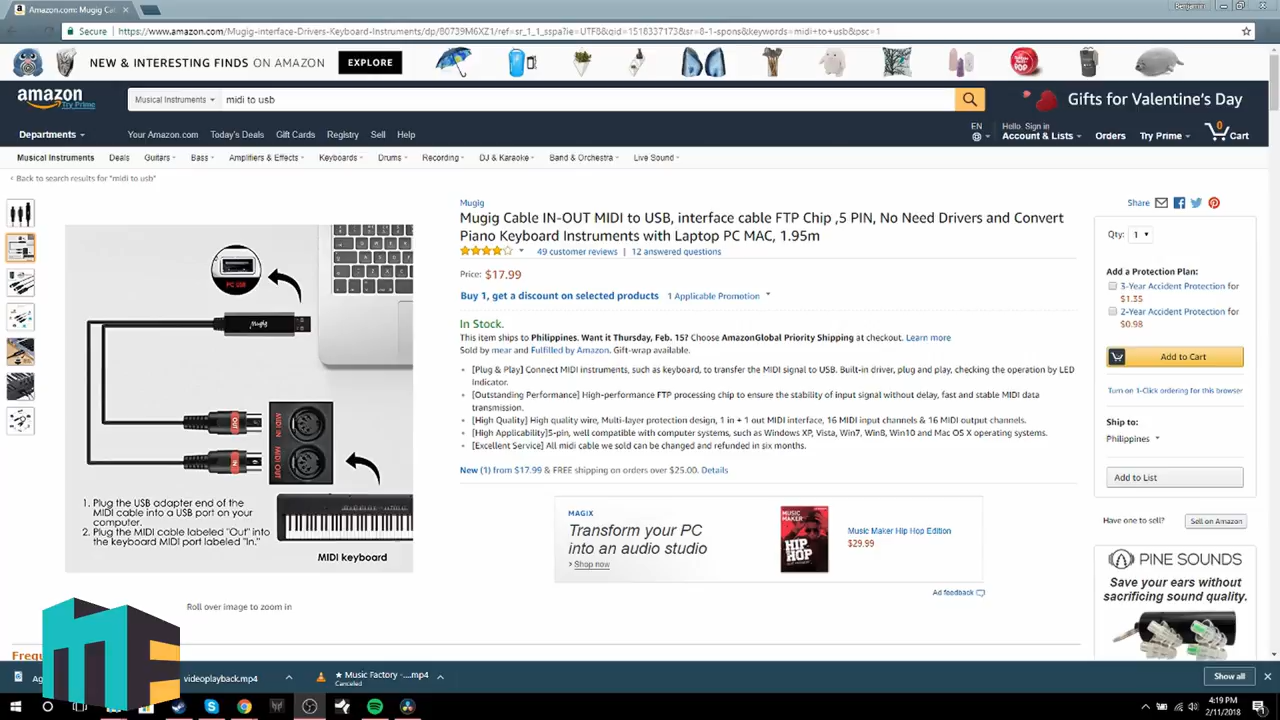 Amazon.com: Mugig Cab
Benjamin
Secure
https://www.amazon.com/Mugig-interface-Drivers-Keyboard-Instruments/dp/B0739M6XZ1/ref=sr_1_1_sspa?ie=UTF8&qid=1518337173&sr=8-1-spons&keywords=midi+to+usb&psc=1
NEW & INTERESTING FINDS ON AMAZON
EXPLORE
amazon
Try Prime
Musical Instruments
midi to usb
Gifts for Valentine's Day
Departments
Your Amazon.com
Today's Deals
Gift Cards
Registry
Sell
Help
EN
Hello. Sign in
Account & Lists
Orders
Try Prime
0
Cart
Musical Instruments
Deals
Guitars
Bass
Amplifiers & Effects
Keyboards
Drums
Recording
DJ & Karaoke
Band & Orchestra
Live Sound
‹ Back to search results for "midi to usb"
PC USB
Mugig
OUT
IN
MIDI IN
MIDI OUT
1. Plug the USB adapter end of the
MIDI cable into a USB port on your
computer.
2. Plug the MIDI cable labeled "Out" into
the keyboard MIDI port labeled "In."
MIDI keyboard
Roll over image to zoom in
Mugig
Mugig Cable IN-OUT MIDI to USB, interface cable FTP Chip ,5 PIN, No Need Drivers and Convert
Piano Keyboard Instruments with Laptop PC MAC, 1.95m
49 customer reviews | 12 answered questions
Price: $17.99
Buy 1, get a discount on selected products 1 Applicable Promotion
In Stock.
This item ships to Philippines. Want it Thursday, Feb. 15? Choose AmazonGlobal Priority Shipping at checkout. Learn more
Sold by mear and Fulfilled by Amazon. Gift-wrap available.
[Plug & Play] Connect MIDI instruments, such as keyboard, to transfer the MIDI signal to USB. Built-in driver, plug and play, checking the operation by LED
Indicator.
[Outstanding Performance] High-performance FTP processing chip to ensure the stability of input signal without delay, fast and stable MIDI data
transmission.
[High Quality] High quality wire, Multi-layer protection design, 1 in + 1 out MIDI interface, 16 MIDI input channels & 16 MIDI output channels.
[High Applicability]5-pin, well compatible with computer systems, such as Windows XP, Vista, Win7, Win8, Win10 and Mac OS X operating systems.
[Excellent Service] All midi cable we sold can be changed and refunded in six months.
New (1) from $17.99 & FREE shipping on orders over $25.00. Details
MAGIX
Transform your PC
into an audio studio
› Shop now
MUSIC
MAKER
HIP
HOP
Music Maker Hip Hop Edition
$29.99
Ad feedback
Share
Qty: 1
Add a Protection Plan:
3-Year Accident Protection for
$1.35
2-Year Accident Protection for
$0.98
Add to Cart
Turn on 1-Click ordering for this browser
Ship to:
Philippines
Add to List
Have one to sell?
Sell on Amazon
PINE SOUNDS
Save your ears without
sacrificing sound quality.
Frequ
Ag
videoplayback.mp4
★ Music Factory -....mp4
Canceled
Show all
4:19 PM
2/11/2018